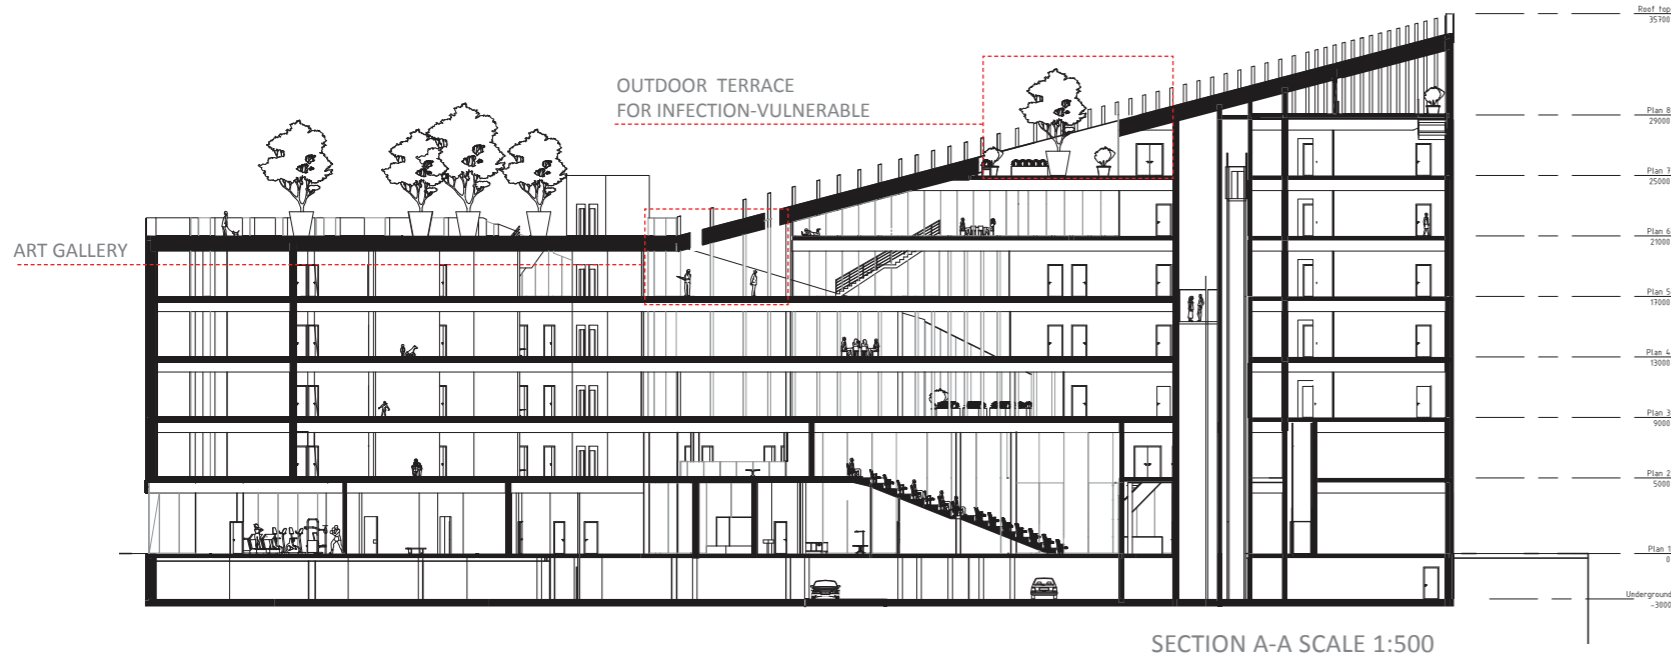 Roof top
35700
OUTDOOR TERRACE
FOR INFECTION-VULNERABLE
Plan 8
29000
Plan 7
25000
ART GALLERY
Plan 6
21000
Plan 5
17000
Plan 4
13000
Plan 3
9000
Plan 2
5000
Plan 1
0
Underground
-3000
SECTION A-A SCALE 1:500